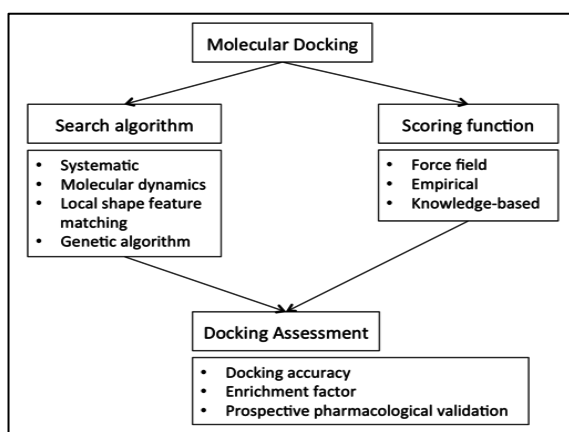 Molecular Docking
Search algorithm
• Systematic
• Molecular dynamics
• Local shape feature
matching
• Genetic algorithm
Scoring function
• Force field
• Empirical
• Knowledge-based
Docking Assessment
• Docking accuracy
• Enrichment factor
• Prospective pharmacological validation